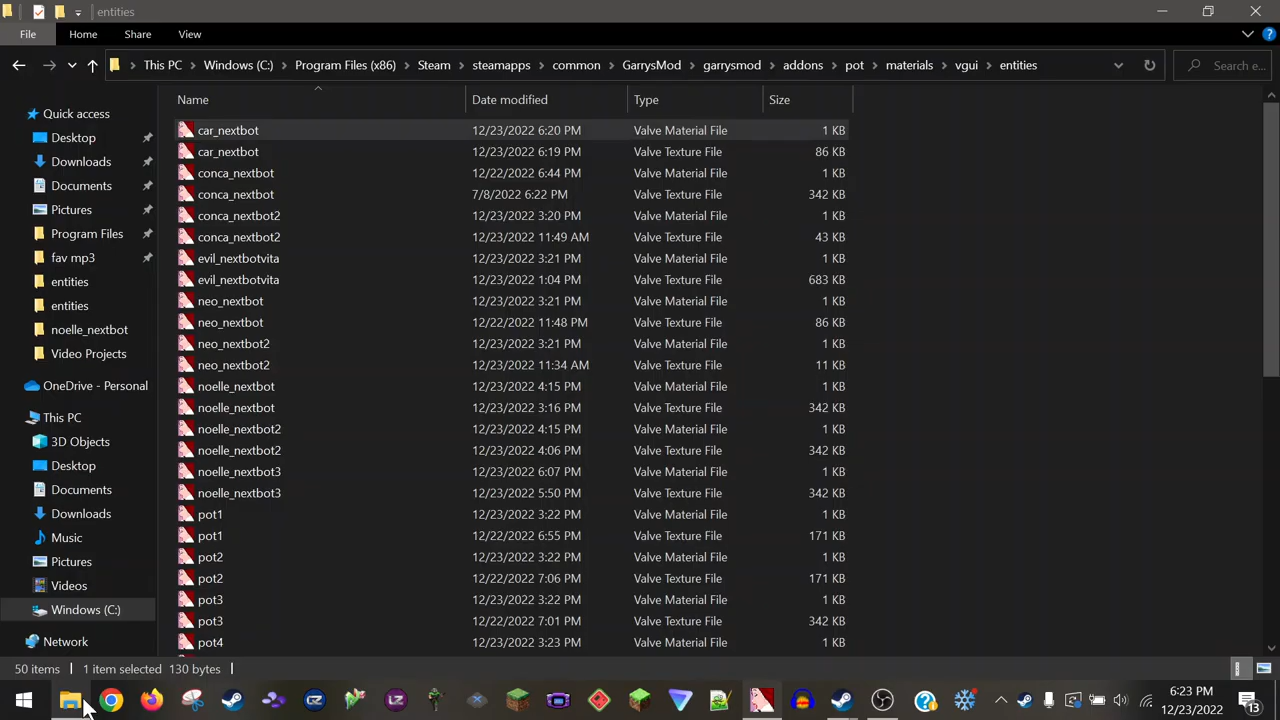 entities
File Home Share View
This PC Windows (C:) Program Files (x86) Steam steamapps common GarrysMod garrysmod addons pot materials vgui entities Search e...
Name Date modified Type Size
Quick access
Desktop
Downloads
Documents
Pictures
Program Files
fav mp3
entities
entities
noelle_nextbot
Video Projects
OneDrive - Personal
This PC
3D Objects
Desktop
Documents
Downloads
Music
Pictures
Videos
Windows (C:)
Network
car_nextbot 12/23/2022 6:20 PM Valve Material File 1 KB
car_nextbot 12/23/2022 6:19 PM Valve Texture File 86 KB
conca_nextbot 12/22/2022 6:44 PM Valve Material File 1 KB
conca_nextbot 7/8/2022 6:22 PM Valve Texture File 342 KB
conca_nextbot2 12/23/2022 3:20 PM Valve Material File 1 KB
conca_nextbot2 12/23/2022 11:49 AM Valve Texture File 43 KB
evil_nextbotvita 12/23/2022 3:21 PM Valve Material File 1 KB
evil_nextbotvita 12/23/2022 1:04 PM Valve Texture File 683 KB
neo_nextbot 12/23/2022 3:21 PM Valve Material File 1 KB
neo_nextbot 12/22/2022 11:48 PM Valve Texture File 86 KB
neo_nextbot2 12/23/2022 3:21 PM Valve Material File 1 KB
neo_nextbot2 12/23/2022 11:34 AM Valve Texture File 11 KB
noelle_nextbot 12/23/2022 4:15 PM Valve Material File 1 KB
noelle_nextbot 12/23/2022 3:16 PM Valve Texture File 342 KB
noelle_nextbot2 12/23/2022 4:15 PM Valve Material File 1 KB
noelle_nextbot2 12/23/2022 4:06 PM Valve Texture File 342 KB
noelle_nextbot3 12/23/2022 6:07 PM Valve Material File 1 KB
noelle_nextbot3 12/23/2022 5:50 PM Valve Texture File 342 KB
pot1 12/23/2022 3:22 PM Valve Material File 1 KB
pot1 12/22/2022 6:55 PM Valve Texture File 171 KB
pot2 12/23/2022 3:22 PM Valve Material File 1 KB
pot2 12/22/2022 7:06 PM Valve Texture File 171 KB
pot3 12/23/2022 3:22 PM Valve Material File 1 KB
pot3 12/22/2022 7:01 PM Valve Texture File 342 KB
pot4 12/23/2022 3:23 PM Valve Material File 1 KB
50 items 1 item selected 130 bytes
6:23 PM
12/23/2022
13